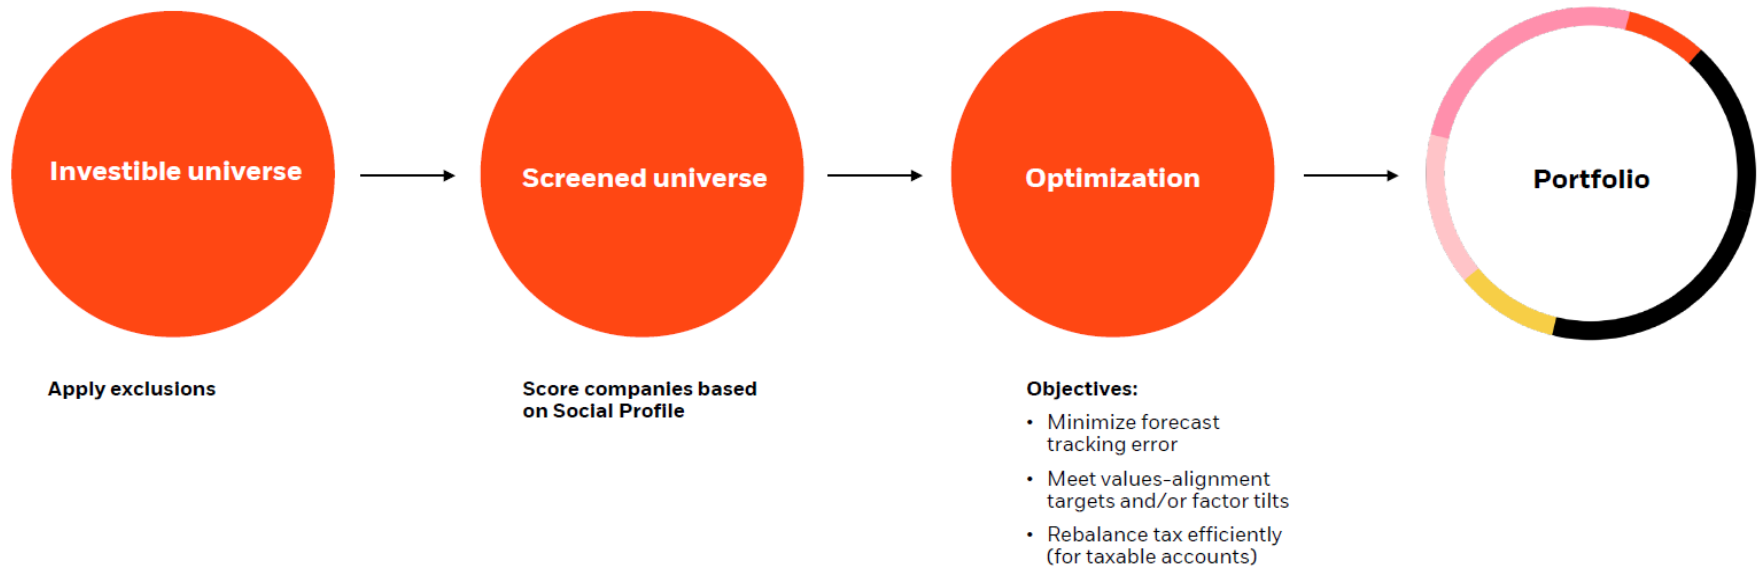 Investible universe
Screened universe
Optimization
Portfolio
Apply exclusions
Score companies based
on Social Profile
Objectives:
• Minimize forecast
tracking error
• Meet values-alignment
targets and/or factor tilts
• Rebalance tax efficiently
(for taxable accounts)